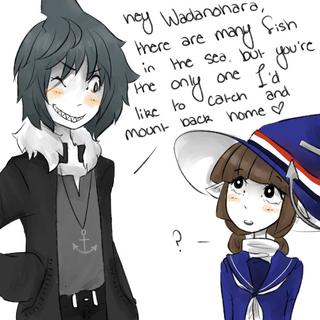 hey Wadanohara,
there are many fish
in the sea, but you're
the only one I'd
like to catch and
mount back home ♡
?